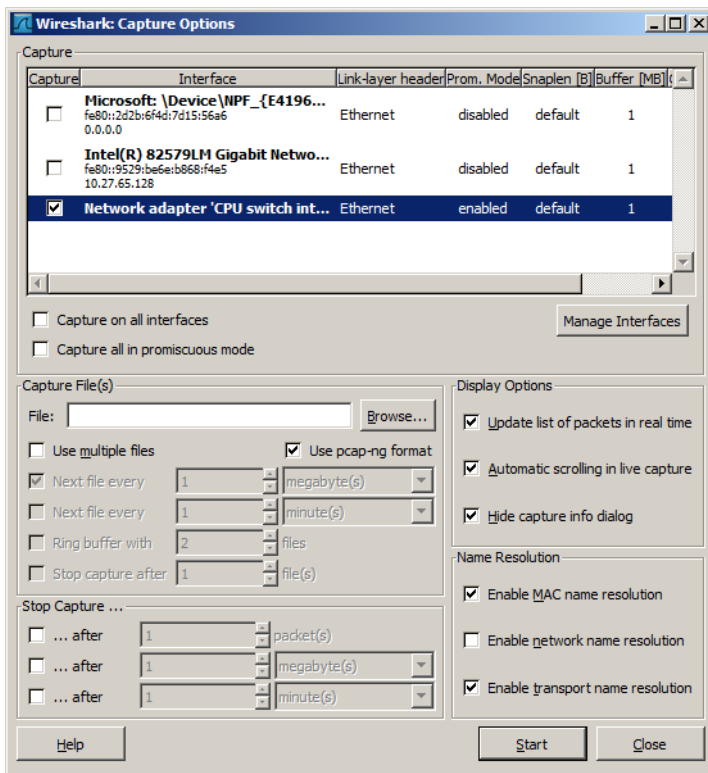 Wireshark: Capture Options
Capture
Capture Interface Link-layer header Prom. Mode Snaplen [B] Buffer [MB]
Microsoft: \Device\NPF_{E4196...
fe80::2d2b:6f4d:7d15:56a6
0.0.0.0
Ethernet disabled default 1
Intel(R) 82579LM Gigabit Netwo...
fe80::9529:be6e:b868:f4e5
10.27.65.128
Ethernet disabled default 1
Network adapter 'CPU switch int... Ethernet enabled default 1
Capture on all interfaces
Manage Interfaces
Capture all in promiscuous mode
Capture File(s)
File: Browse...
Use multiple files Use pcap-ng format
Next file every 1 megabyte(s)
Next file every 1 minute(s)
Ring buffer with 2 files
Stop capture after 1 file(s)
Stop Capture ...
... after 1 packet(s)
... after 1 megabyte(s)
... after 1 minute(s)
Display Options
Update list of packets in real time
Automatic scrolling in live capture
Hide capture info dialog
Name Resolution
Enable MAC name resolution
Enable network name resolution
Enable transport name resolution
Help Start Close